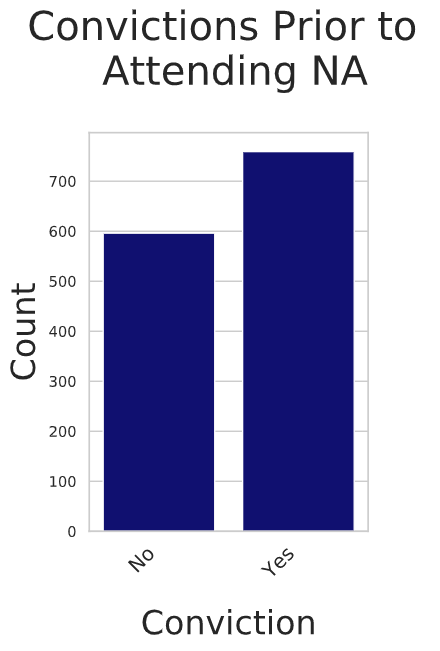 Convictions Prior to
Attending NA
700
600
500
400
300
200
100
0
Count
No
Yes
Conviction